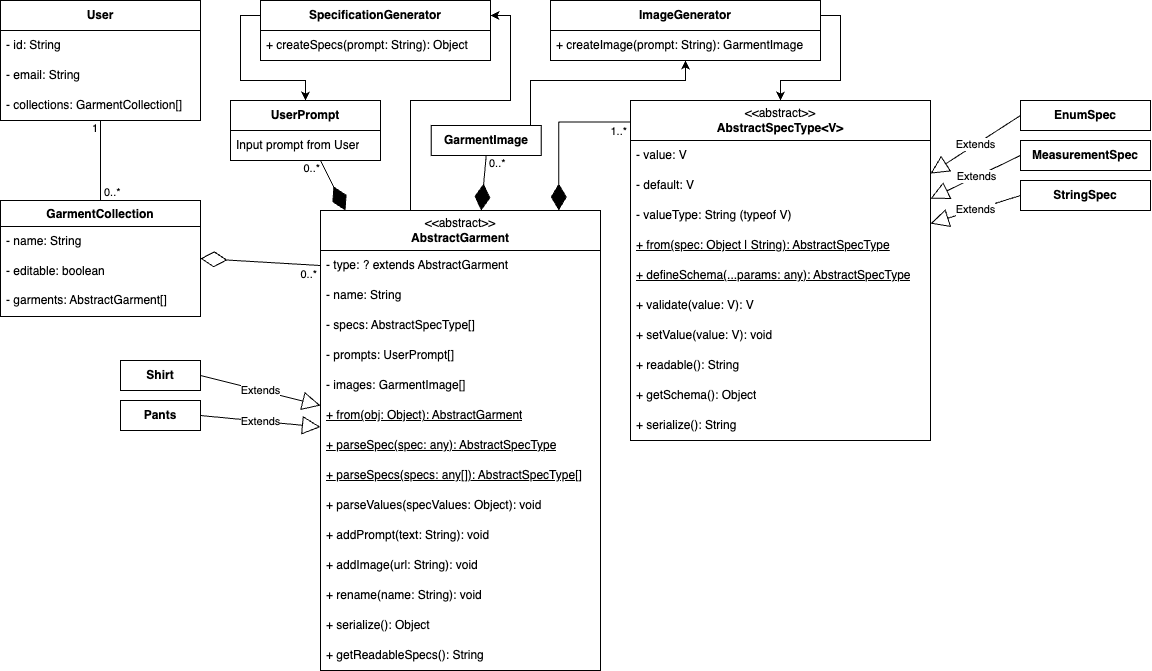 User
- id: String
- email: String
- collections: GarmentCollection[]
1
0..*
SpecificationGenerator
+ createSpecs(prompt: String): Object
ImageGenerator
+ createImage(prompt: String): GarmentImage
UserPrompt
Input prompt from User
0..*
GarmentImage
0..*
1..*
<<abstract>>
AbstractSpecType<V>
- value: V
- default: V
- valueType: String (typeof V)
+ from(spec: Object | String): AbstractSpecType
+ defineSchema(...params: any): AbstractSpecType
+ validate(value: V): V
+ setValue(value: V): void
+ readable(): String
+ getSchema(): Object
+ serialize(): String
EnumSpec
Extends
MeasurementSpec
Extends
StringSpec
Extends
GarmentCollection
- name: String
- editable: boolean
- garments: AbstractGarment[]
0..*
<<abstract>>
AbstractGarment
- type: ? extends AbstractGarment
- name: String
- specs: AbstractSpecType[]
- prompts: UserPrompt[]
- images: GarmentImage[]
+ from(obj: Object): AbstractGarment
+ parseSpec(spec: any): AbstractSpecType
+ parseSpecs(specs: any[]): AbstractSpecType[]
+ parseValues(specValues: Object): void
+ addPrompt(text: String): void
+ addImage(url: String): void
+ rename(name: String): void
+ serialize(): Object
+ getReadableSpecs(): String
Shirt
Extends
Pants
Extends